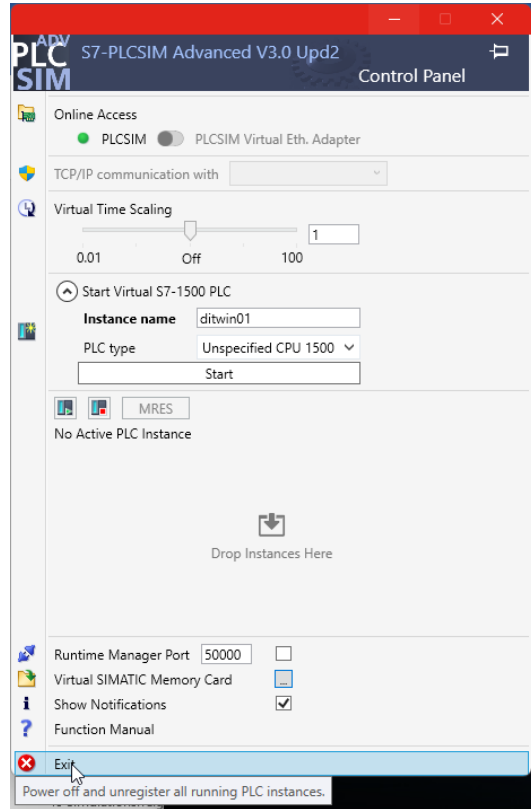 ADV
PLC
SIM
S7-PLCSIM Advanced V3.0 Upd2
Control Panel
Online Access
PLCSIM PLCSIM Virtual Eth. Adapter
TCP/IP communication with
Virtual Time Scaling
1
0.01 Off 100
Start Virtual S7-1500 PLC
Instance name ditwin01
PLC type Unspecified CPU 1500
Start
MRES
No Active PLC Instance
Drop Instances Here
Runtime Manager Port 50000
Virtual SIMATIC Memory Card ...
Show Notifications
Function Manual
Exit
Power off and unregister all running PLC instances.